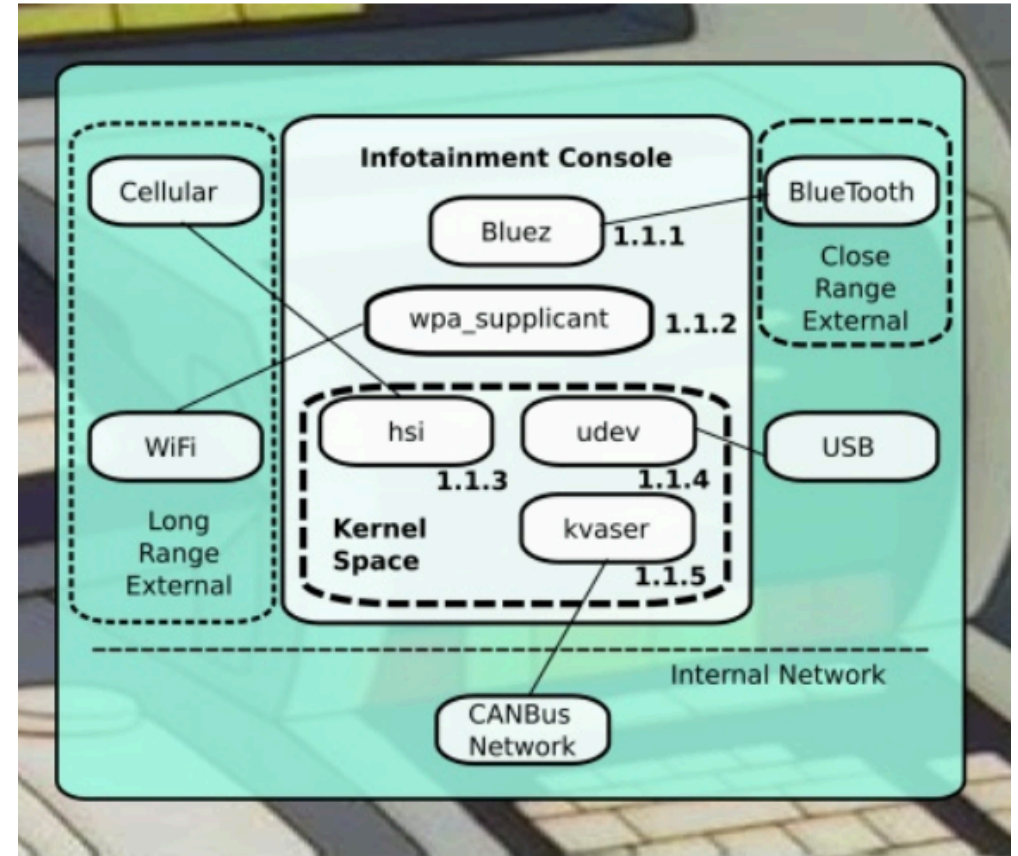 Infotainment Console
Cellular
Bluez
1.1.1
BlueTooth
Close
Range
External
wpa_supplicant
1.1.2
WiFi
Long
Range
External
hsi
1.1.3
udev
1.1.4
USB
Kernel
Space
kvaser
1.1.5
Internal Network
CANBus
Network